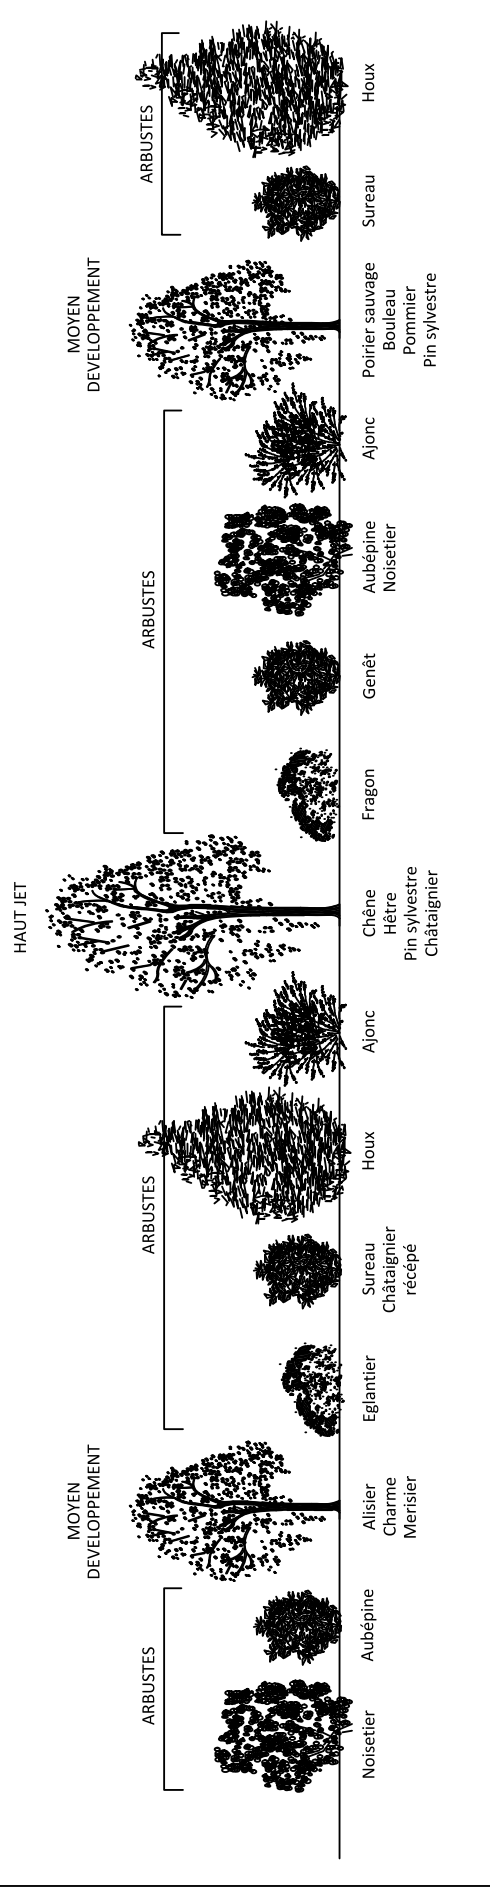 HAUT JET
MOYEN
DEVELOPPEMENT
MOYEN
DEVELOPPEMENT
ARBUSTES
ARBUSTES
ARBUSTES
ARBUSTES
Noisetier
Aubépine
Alisier
Charme
Merisier
Eglantier
Sureau
Châtaignier
récépé
Houx
Ajonc
Chêne
Hêtre
Pin sylvestre
Châtaignier
Fragon
Genêt
Aubépine
Noisetier
Ajonc
Poirier sauvage
Bouleau
Pommier
Pin sylvestre
Sureau
Houx